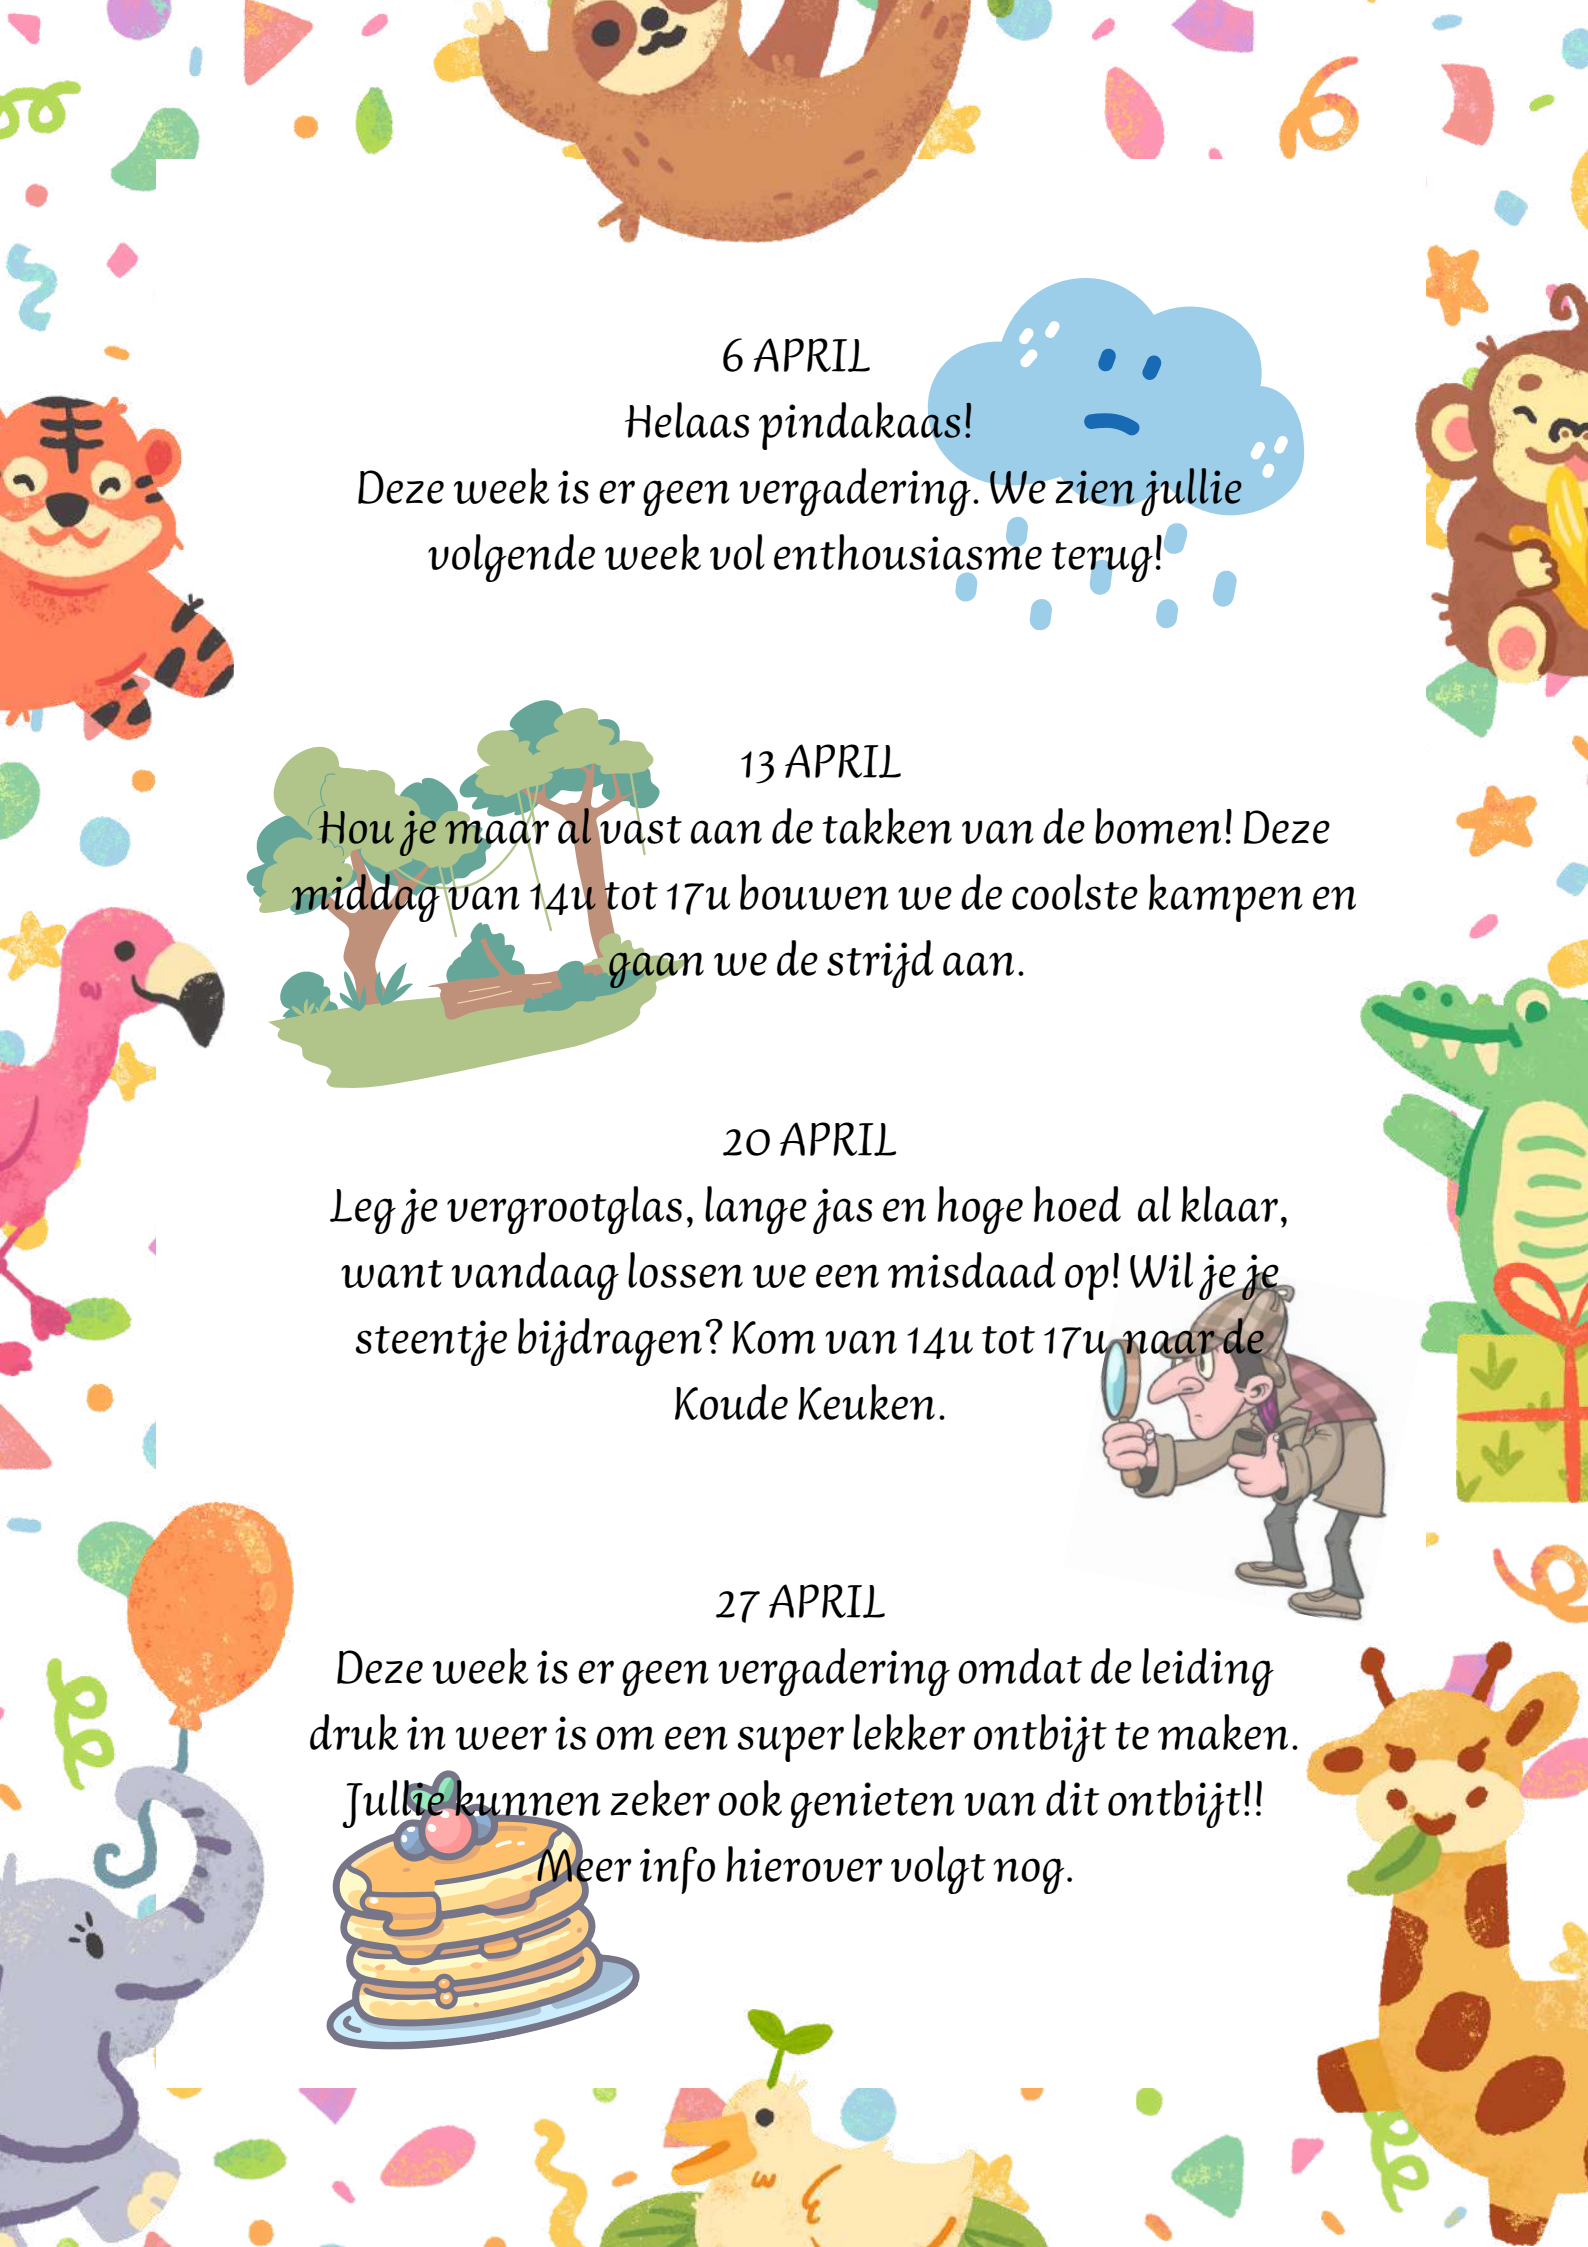 6 APRIL
Helaas pindakaas!
Deze week is er geen vergadering. We zien jullie
volgende week vol enthousiasme terug!
13 APRIL
Hou je maar al vast aan de takken van de bomen! Deze
middag van 14u tot 17u bouwen we de coolste kampen en
gaan we de strijd aan.
20 APRIL
Leg je vergrootglas, lange jas en hoge hoed al klaar,
want vandaag lossen we een misdaad op! Wil je je
steentje bijdragen? Kom van 14u tot 17u naar de
Koude Keuken.
27 APRIL
Deze week is er geen vergadering omdat de leiding
druk in weer is om een super lekker ontbijt te maken.
Jullie kunnen zeker ook genieten van dit ontbijt!!
Meer info hierover volgt nog.